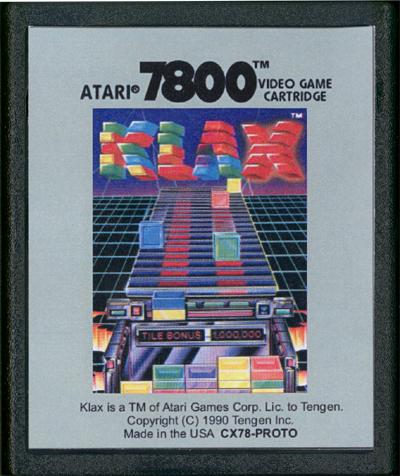 ATARI® 7800™ VIDEO GAME
CARTRIDGE
KLAX™
TILE BONUS 1,000,000
Klax is a TM of Atari Games Corp. Lic. to Tengen.
Copyright (C) 1990 Tengen Inc.
Made in the USA CX78-PROTO